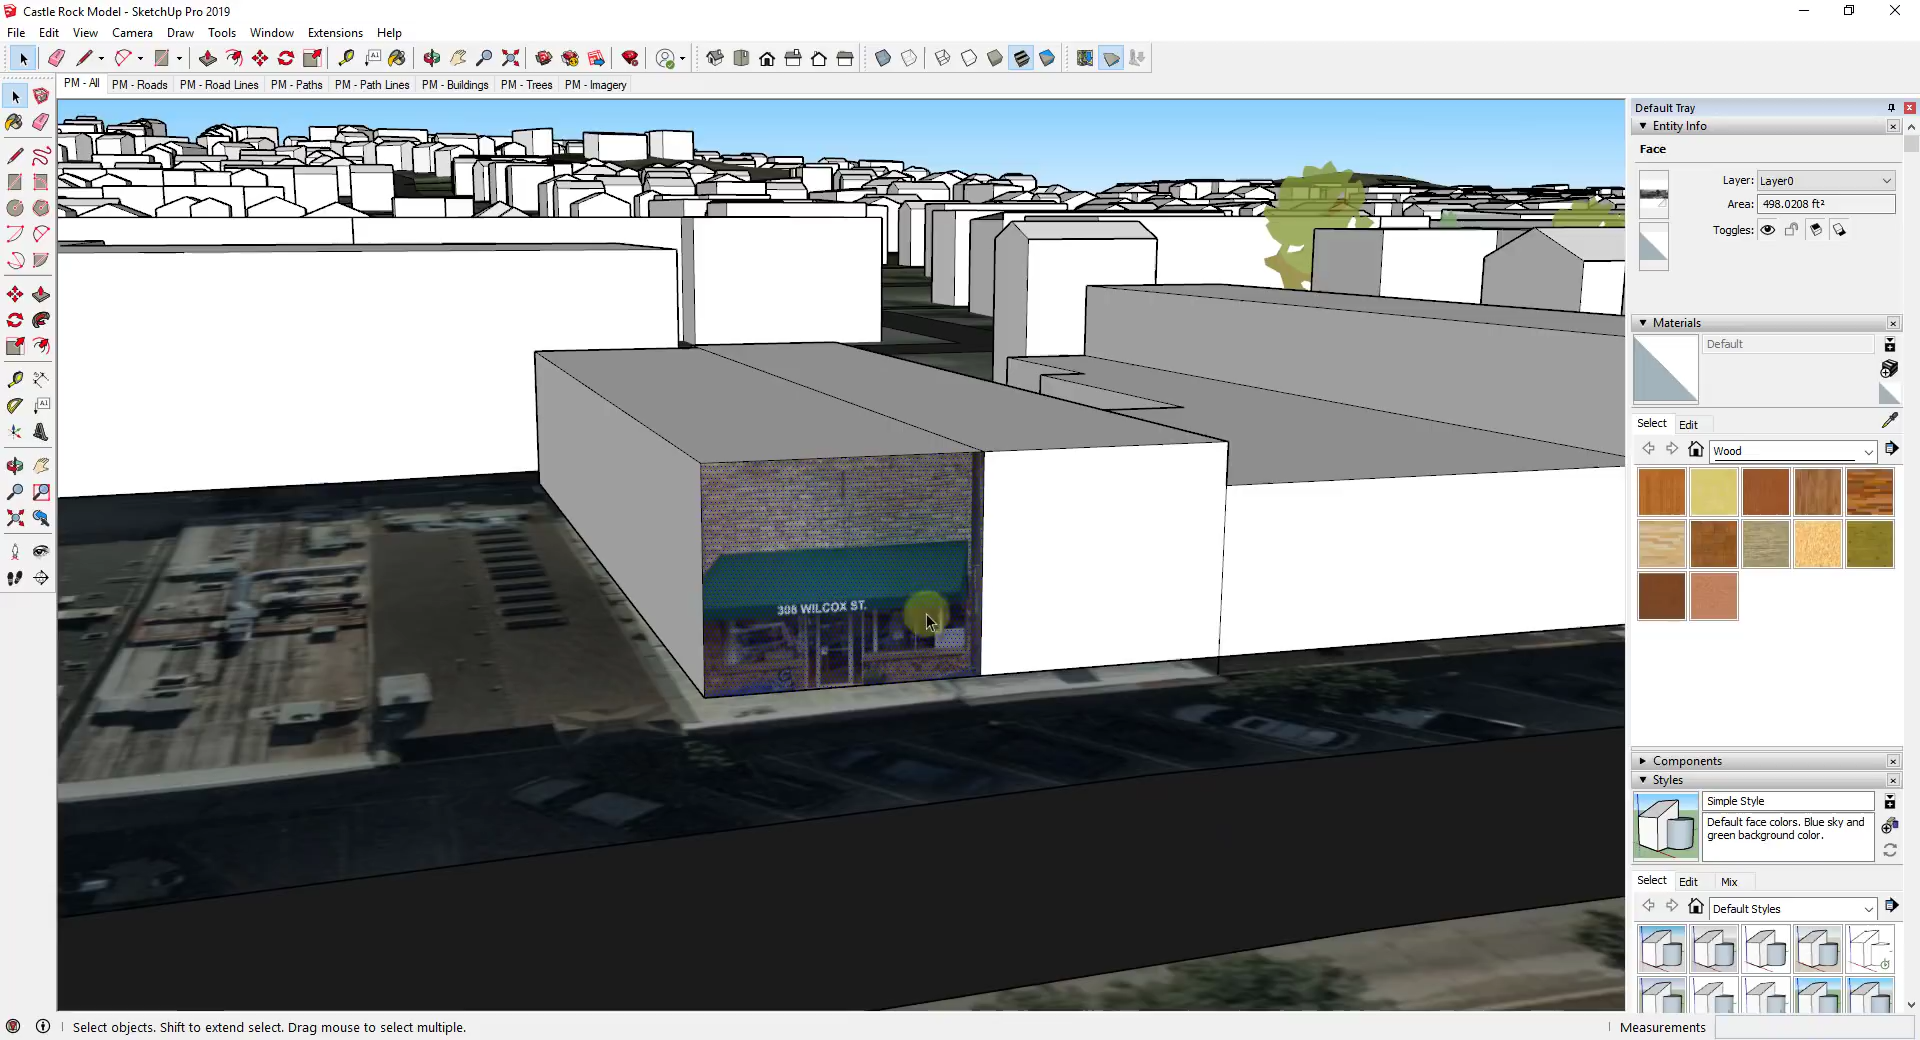 Castle Rock Model - SketchUp Pro 2019
File Edit View Camera Draw Tools Window Extensions Help
PM - All PM - Roads PM - Road Lines PM - Paths PM - Path Lines PM - Buildings PM - Trees PM - Imagery
Default Tray
Entity Info
Face
Layer: Layer0
Area: 498.0208 ft²
Toggles:
Materials
Default
Select Edit
Wood
308 WILCOX ST.
Components
Styles
Simple Style
Default face colors. Blue sky and
green background color.
Select Edit Mix
Default Styles
Select objects. Shift to extend select. Drag mouse to select multiple.
Measurements